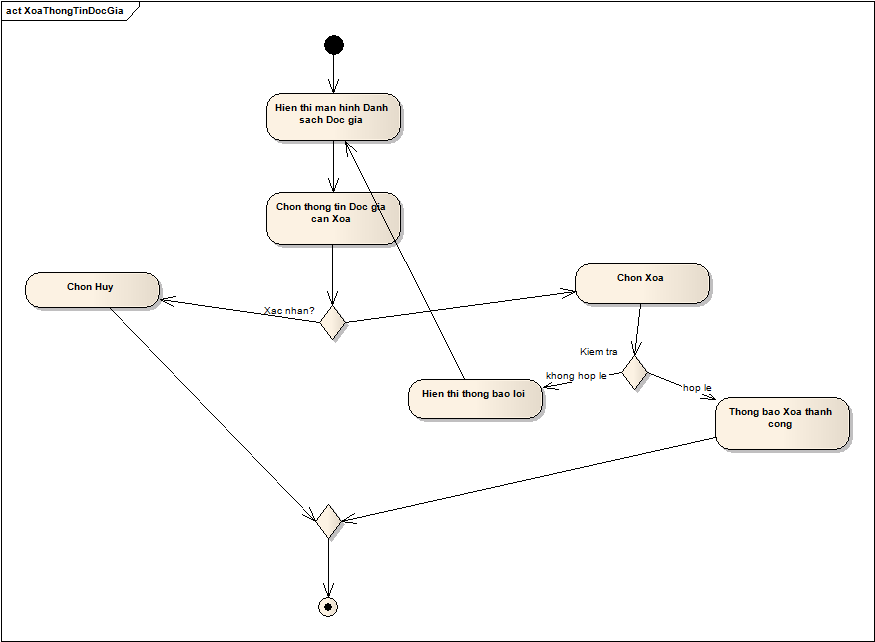 act XoaThongTinDocGia
Hien thi man hinh Danh
sach Doc gia
Chon thong tin Doc gia
can Xoa
Chon Huy
Xac nhan?
Chon Xoa
Kiem tra
khong hop le
hop le
Hien thi thong bao loi
Thong bao Xoa thanh
cong